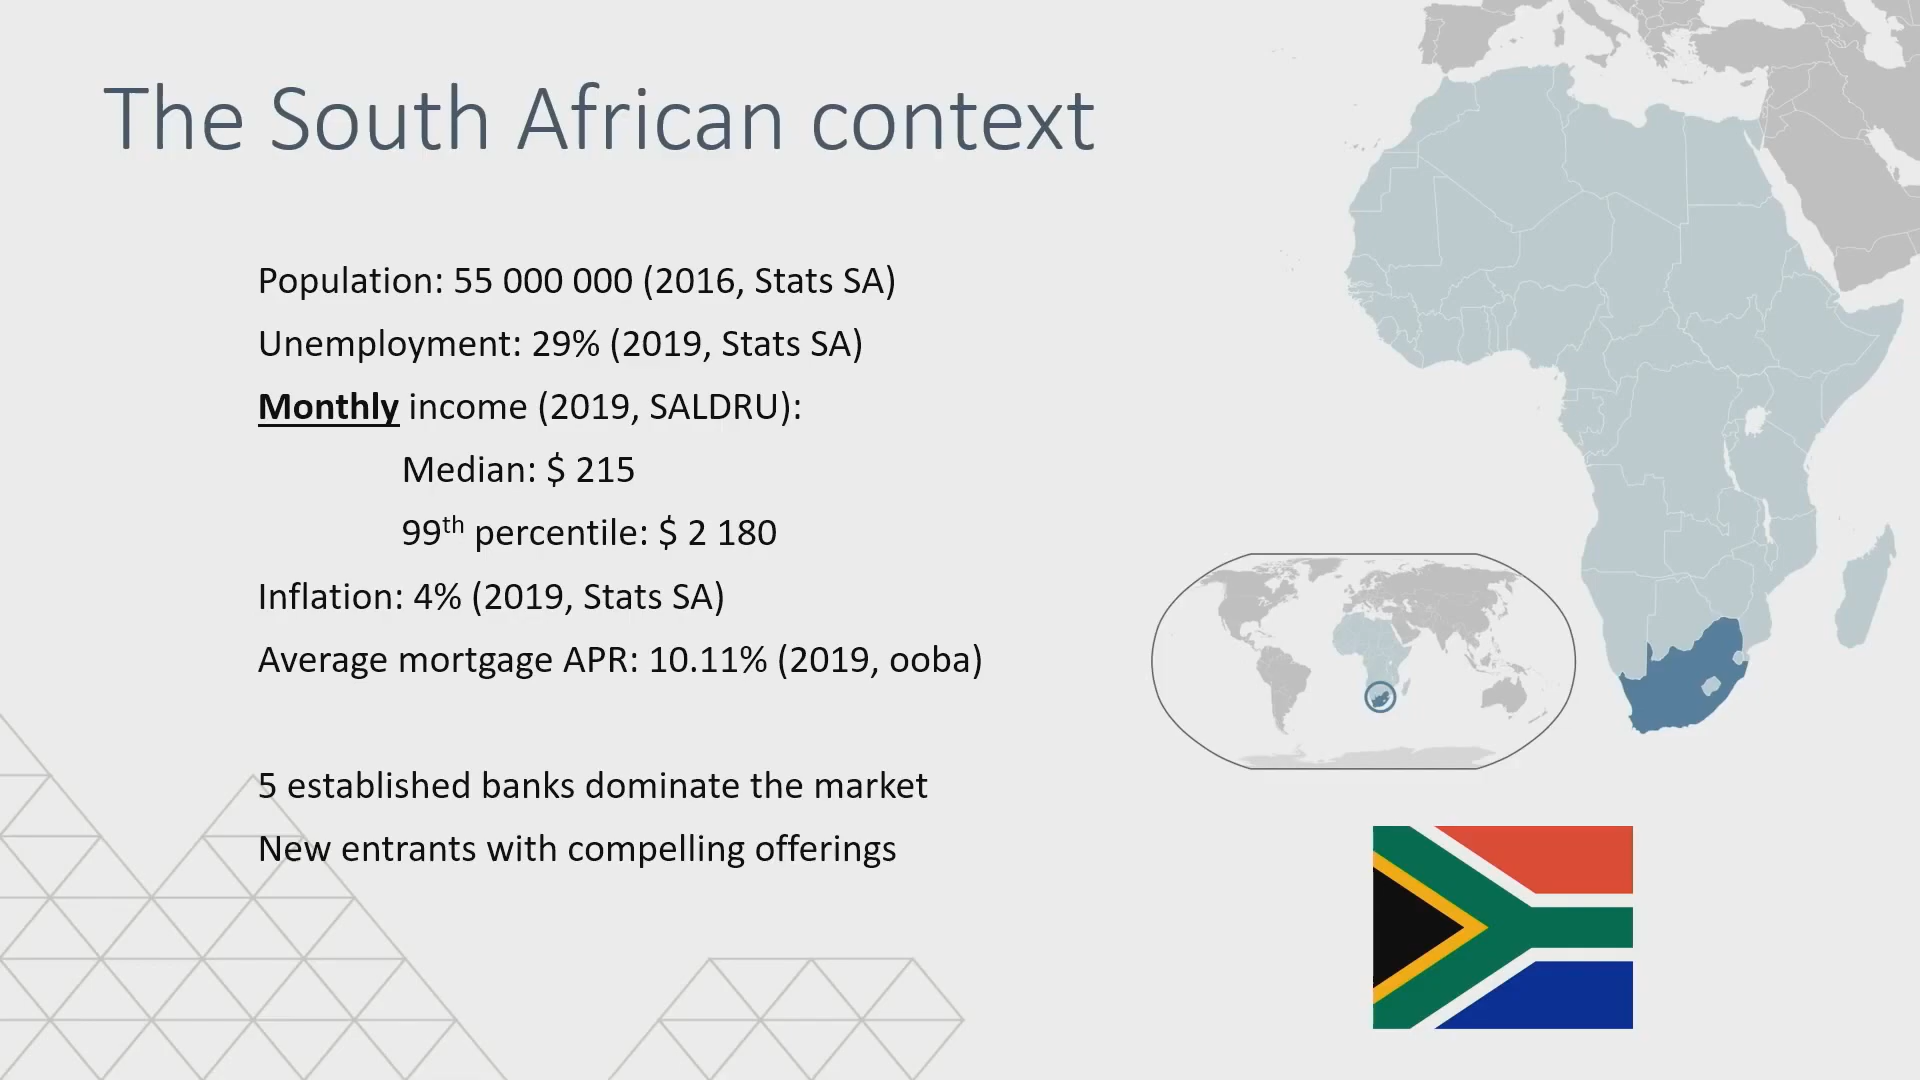 The South African context
Population: 55 000 000 (2016, Stats SA)
Unemployment: 29% (2019, Stats SA)
Monthly income (2019, SALDRU):
Median: $ 215
99th percentile: $ 2 180
Inflation: 4% (2019, Stats SA)
Average mortgage APR: 10.11% (2019, ooba)
5 established banks dominate the market
New entrants with compelling offerings